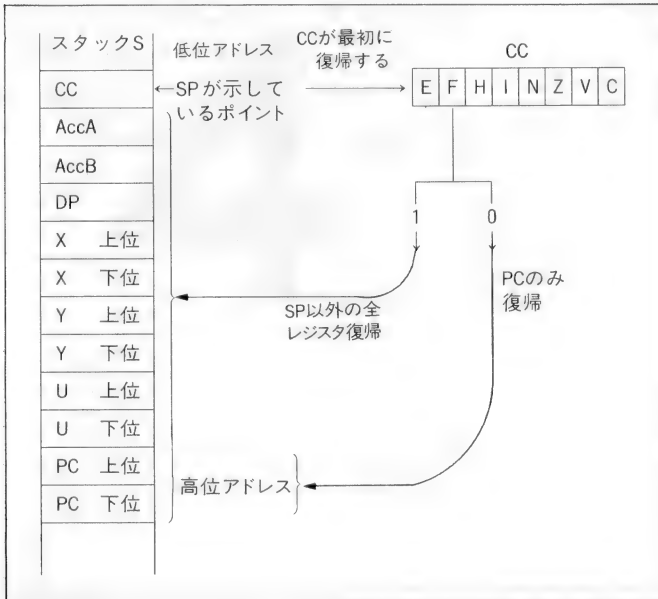 スタックS
低位アドレス
CCが最初に
復帰する
CC
CC
←SPが示して
いるポイント
E F H I N Z V C
AccA
AccB
DP
1 0
X 上位
X 下位
PCのみ
復帰
Y 上位
SP以外の全
レジスタ復帰
Y 下位
U 上位
U 下位
PC 上位
高位アドレス
PC 下位